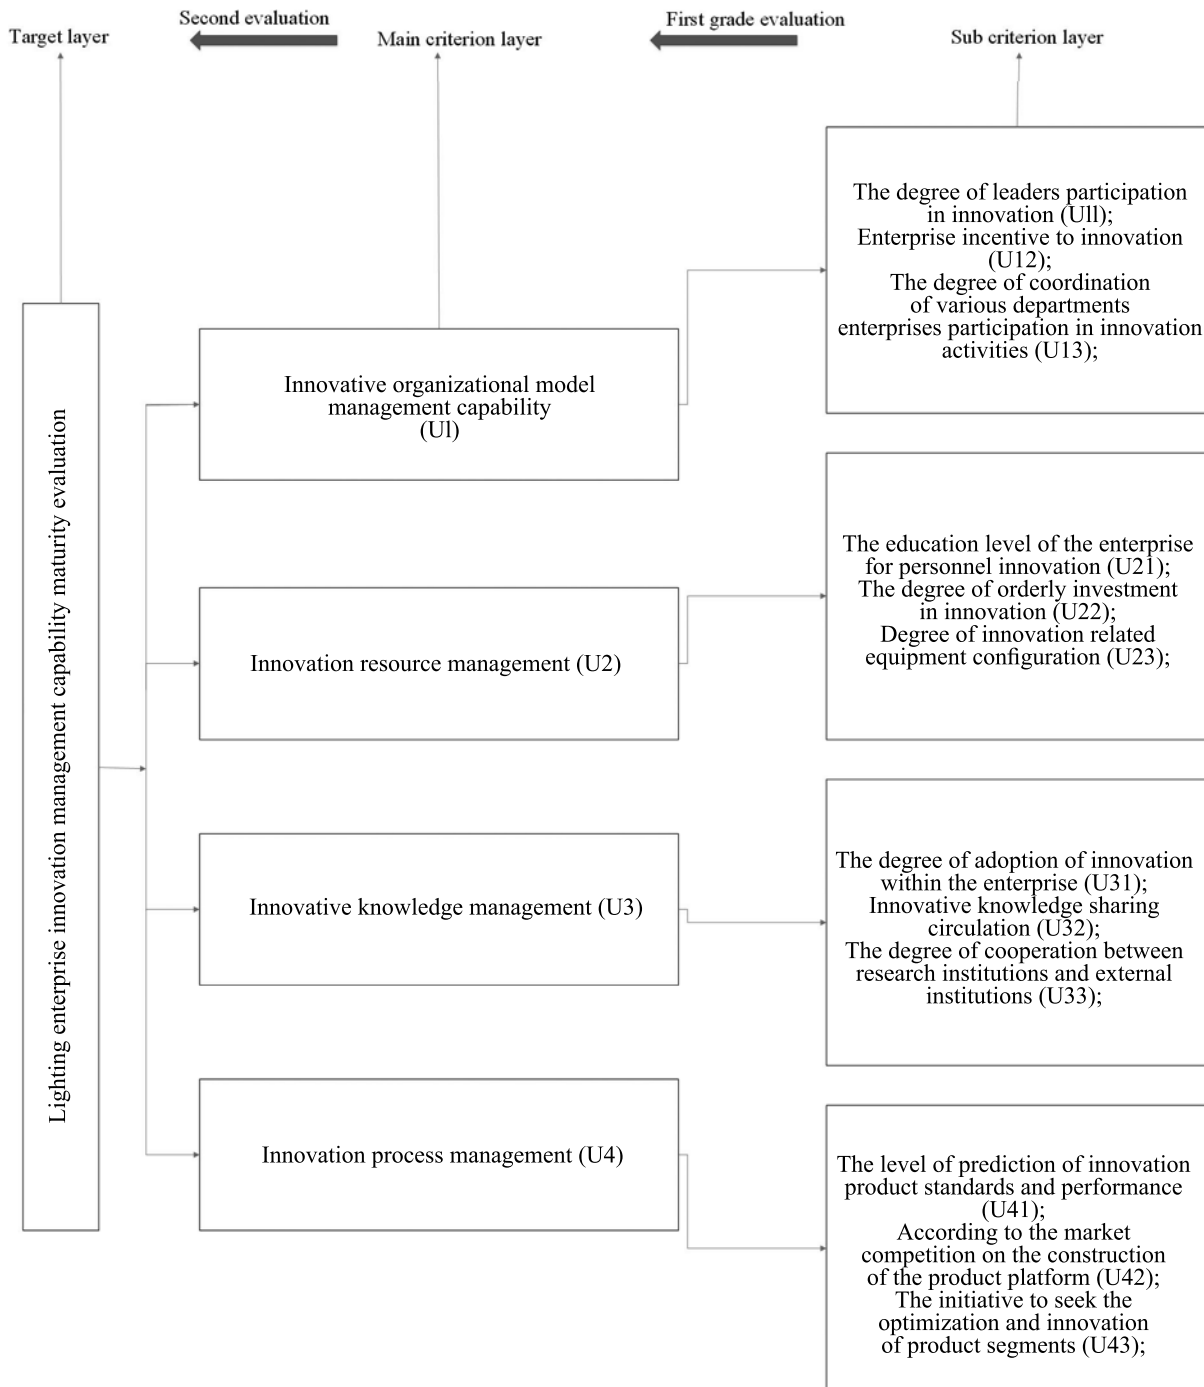 Target layer
Second evaluation
Main criterion layer
First grade evaluation
Sub criterion layer
Lighting enterprise innovation management capability maturity evaluation
Innovative organizational model
management capability
(Ul)
Innovation resource management (U2)
Innovative knowledge management (U3)
Innovation process management (U4)
The degree of leaders participation
in innovation (Ull);
Enterprise incentive to innovation
(U12);
The degree of coordination
of various departments
enterprises participation in innovation
activities (U13);
The education level of the enterprise
for personnel innovation (U21);
The degree of orderly investment
in innovation (U22);
Degree of innovation related
equipment configuration (U23);
The degree of adoption of innovation
within the enterprise (U31);
Innovative knowledge sharing
circulation (U32);
The degree of cooperation between
research institutions and external
institutions (U33);
The level of prediction of innovation
product standards and performance
(U41);
According to the market
competition on the construction
of the product platform (U42);
The initiative to seek the
optimization and innovation
of product segments (U43);